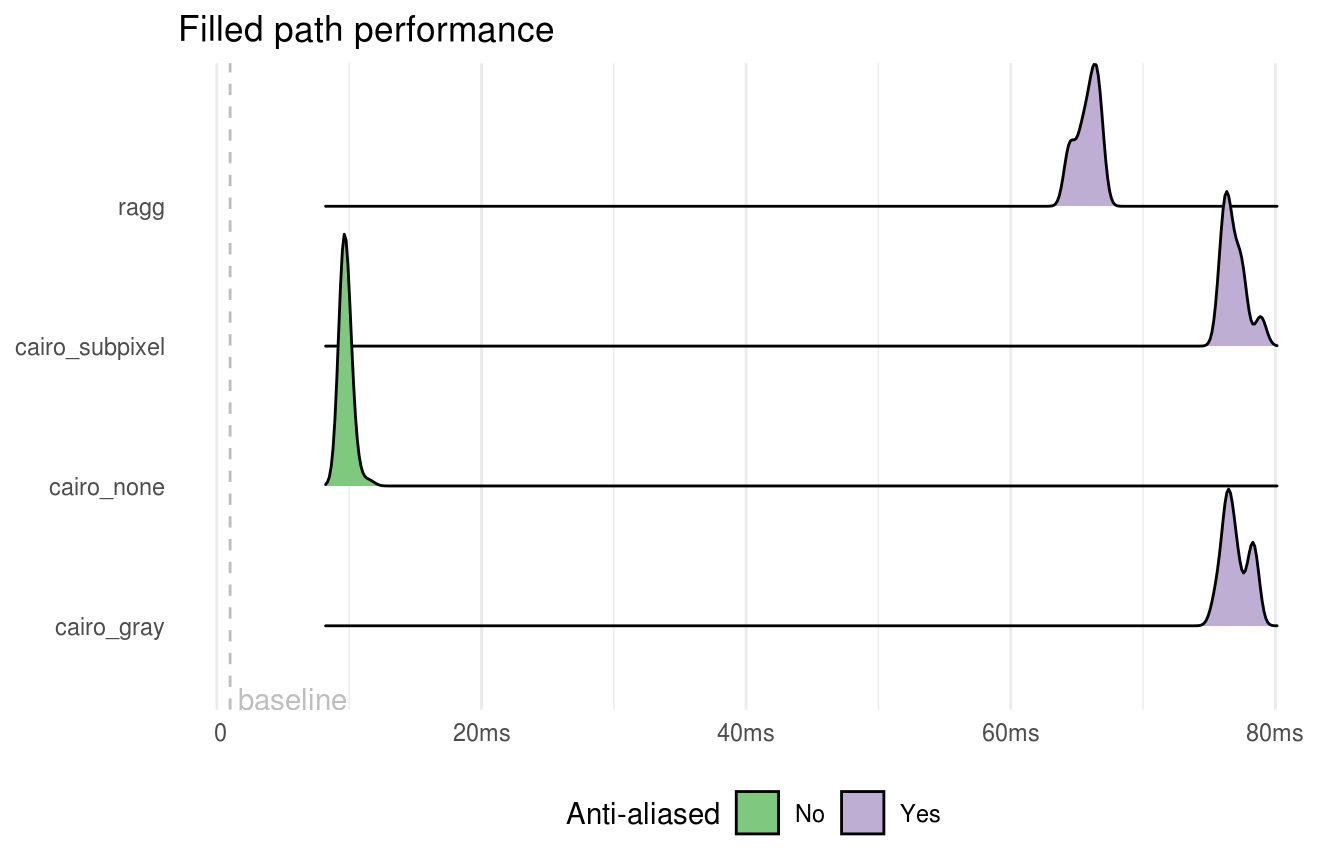 Filled path performance
ragg
cairo_subpixel
cairo_none
cairo_gray
baseline
0 20ms 40ms 60ms 80ms
Anti-aliased No Yes